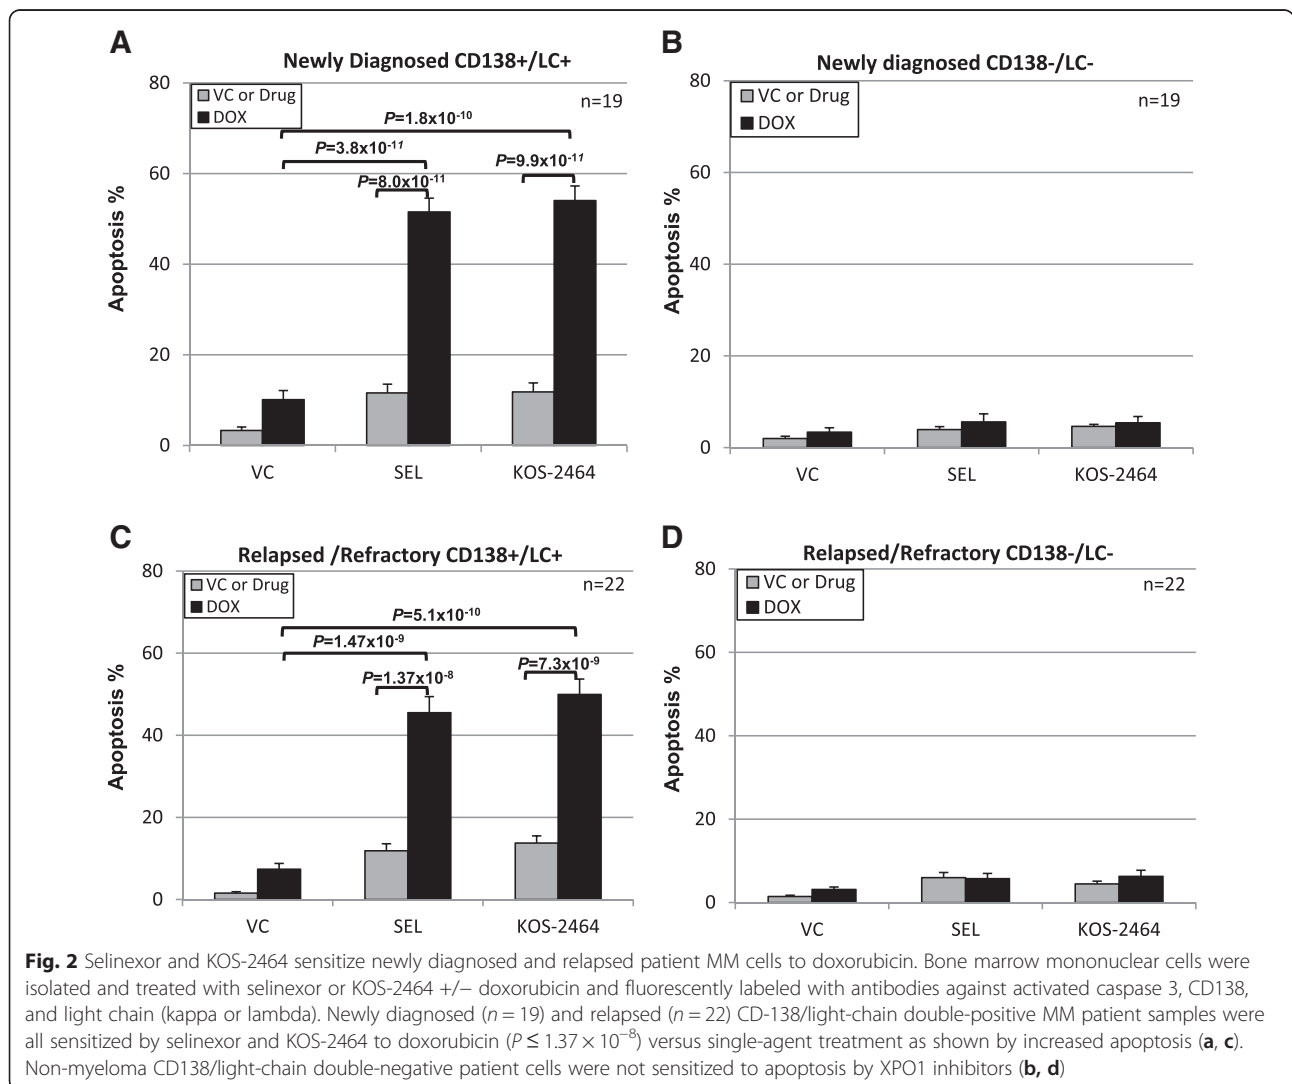 A
Newly Diagnosed CD138+/LC+
VC or Drug
DOX
n=19
P=1.8x10-10
P=3.8x10-11
P=9.9x10-11
P=8.0x10-11
Apoptosis %
80
60
40
20
0
VC SEL KOS-2464
B
Newly diagnosed CD138-/LC-
VC or Drug
DOX
n=19
Apoptosis %
80
60
40
20
0
VC SEL KOS-2464
C
Relapsed /Refractory CD138+/LC+
VC or Drug
DOX
n=22
P=5.1x10-10
P=1.47x10-9
P=7.3x10-9
P=1.37x10-8
Apoptosis %
80
60
40
20
0
VC SEL KOS-2464
D
Relapsed/Refractory CD138-/LC-
VC or Drug
DOX
n=22
Apoptosis %
80
60
40
20
0
VC SEL KOS-2464
Fig. 2 Selinexor and KOS-2464 sensitize newly diagnosed and relapsed patient MM cells to doxorubicin. Bone marrow mononuclear cells were
isolated and treated with selinexor or KOS-2464 +/− doxorubicin and fluorescently labeled with antibodies against activated caspase 3, CD138,
and light chain (kappa or lambda). Newly diagnosed (n = 19) and relapsed (n = 22) CD-138/light-chain double-positive MM patient samples were
all sensitized by selinexor and KOS-2464 to doxorubicin (P ≤ 1.37 × 10−8) versus single-agent treatment as shown by increased apoptosis (a, c).
Non-myeloma CD138/light-chain double-negative patient cells were not sensitized to apoptosis by XPO1 inhibitors (b, d)